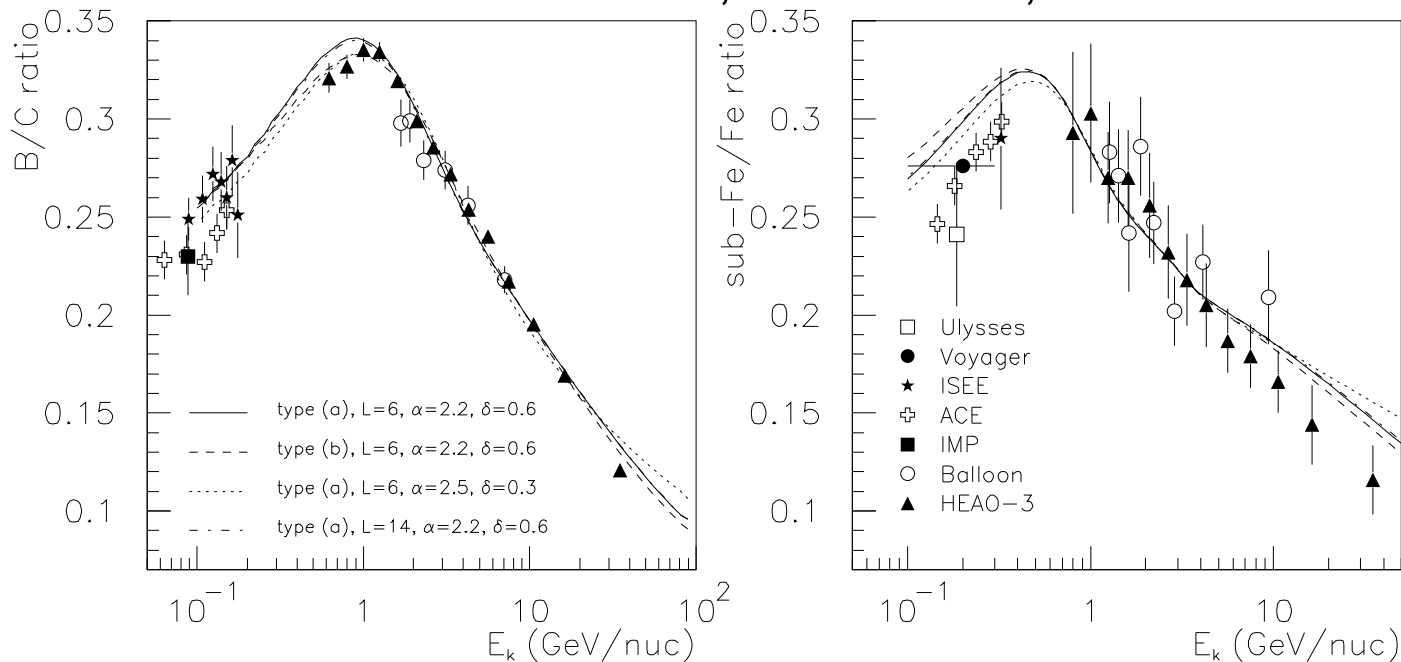 B/C ratio
0.35
0.3
0.25
0.2
0.15
0.1
type (a), L=6, α=2.2, δ=0.6
type (b), L=6, α=2.2, δ=0.6
type (a), L=6, α=2.5, δ=0.3
type (a), L=14, α=2.2, δ=0.6
10⁻¹ 1 10 10²
Eₖ (GeV/nuc)
sub-Fe/Fe ratio
0.35
0.3
0.25
0.2
0.15
0.1
Ulysses
Voyager
ISEE
ACE
IMP
Balloon
HEAO-3
10⁻¹ 1 10
Eₖ (GeV/nuc)